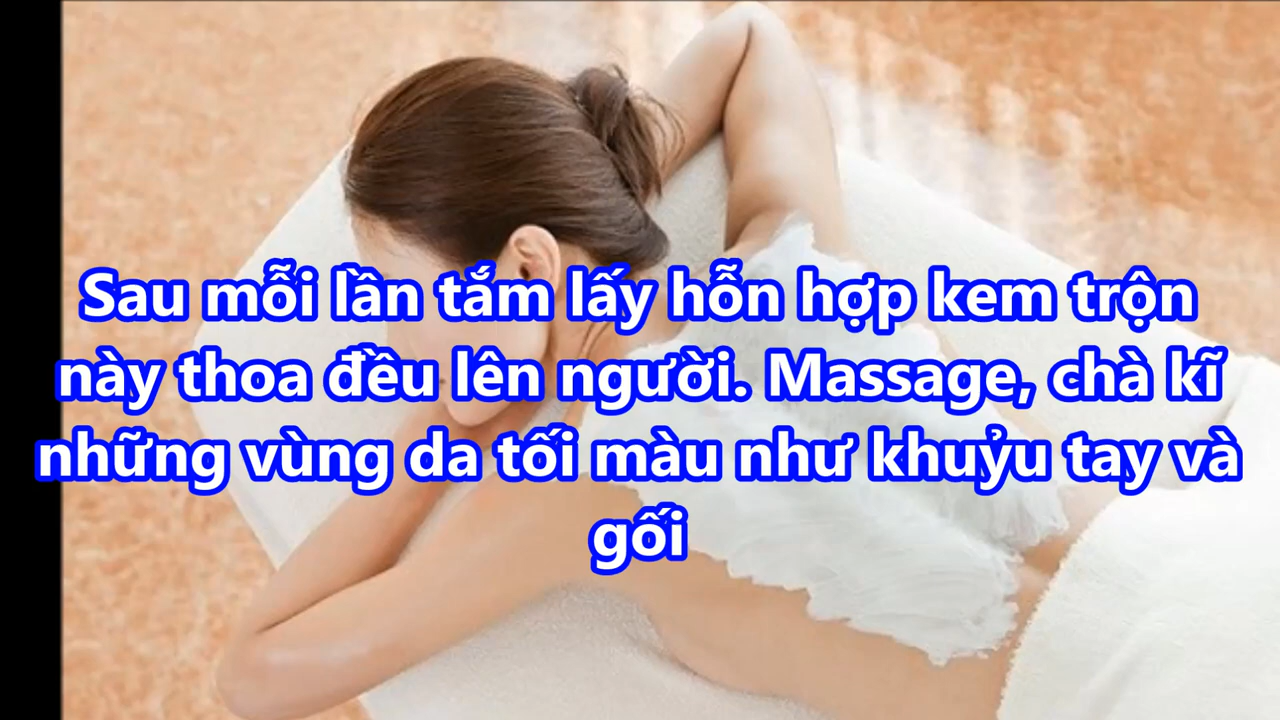 Sau mỗi lần tắm lấy hỗn hợp kem trộn
này thoa đều lên người. Massage, chà kĩ
những vùng da tối màu như khuỷu tay và
gối